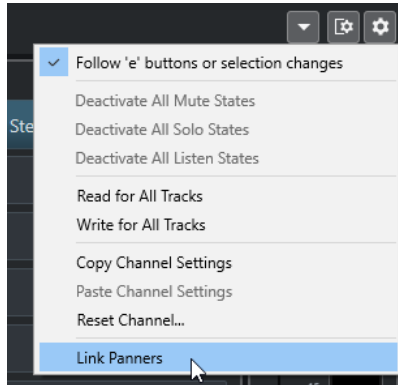 Follow 'e' buttons or selection changes
Deactivate All Mute States
Ste
Deactivate All Solo States
Deactivate All Listen States
Read for All Tracks
Write for All Tracks
Copy Channel Settings
Paste Channel Settings
Reset Channel...
Link Panners